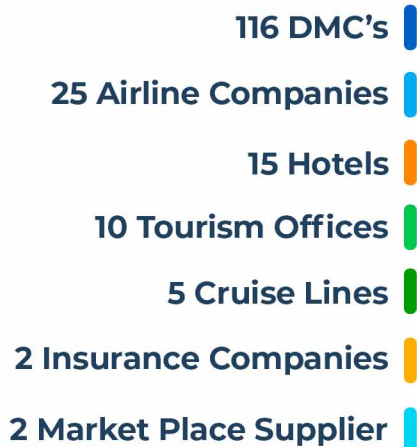 116 DMC’s
25 Airline Companies
15 Hotels
10 Tourism Offices
5 Cruise Lines
2 Insurance Companies
2 Market Place Supplier